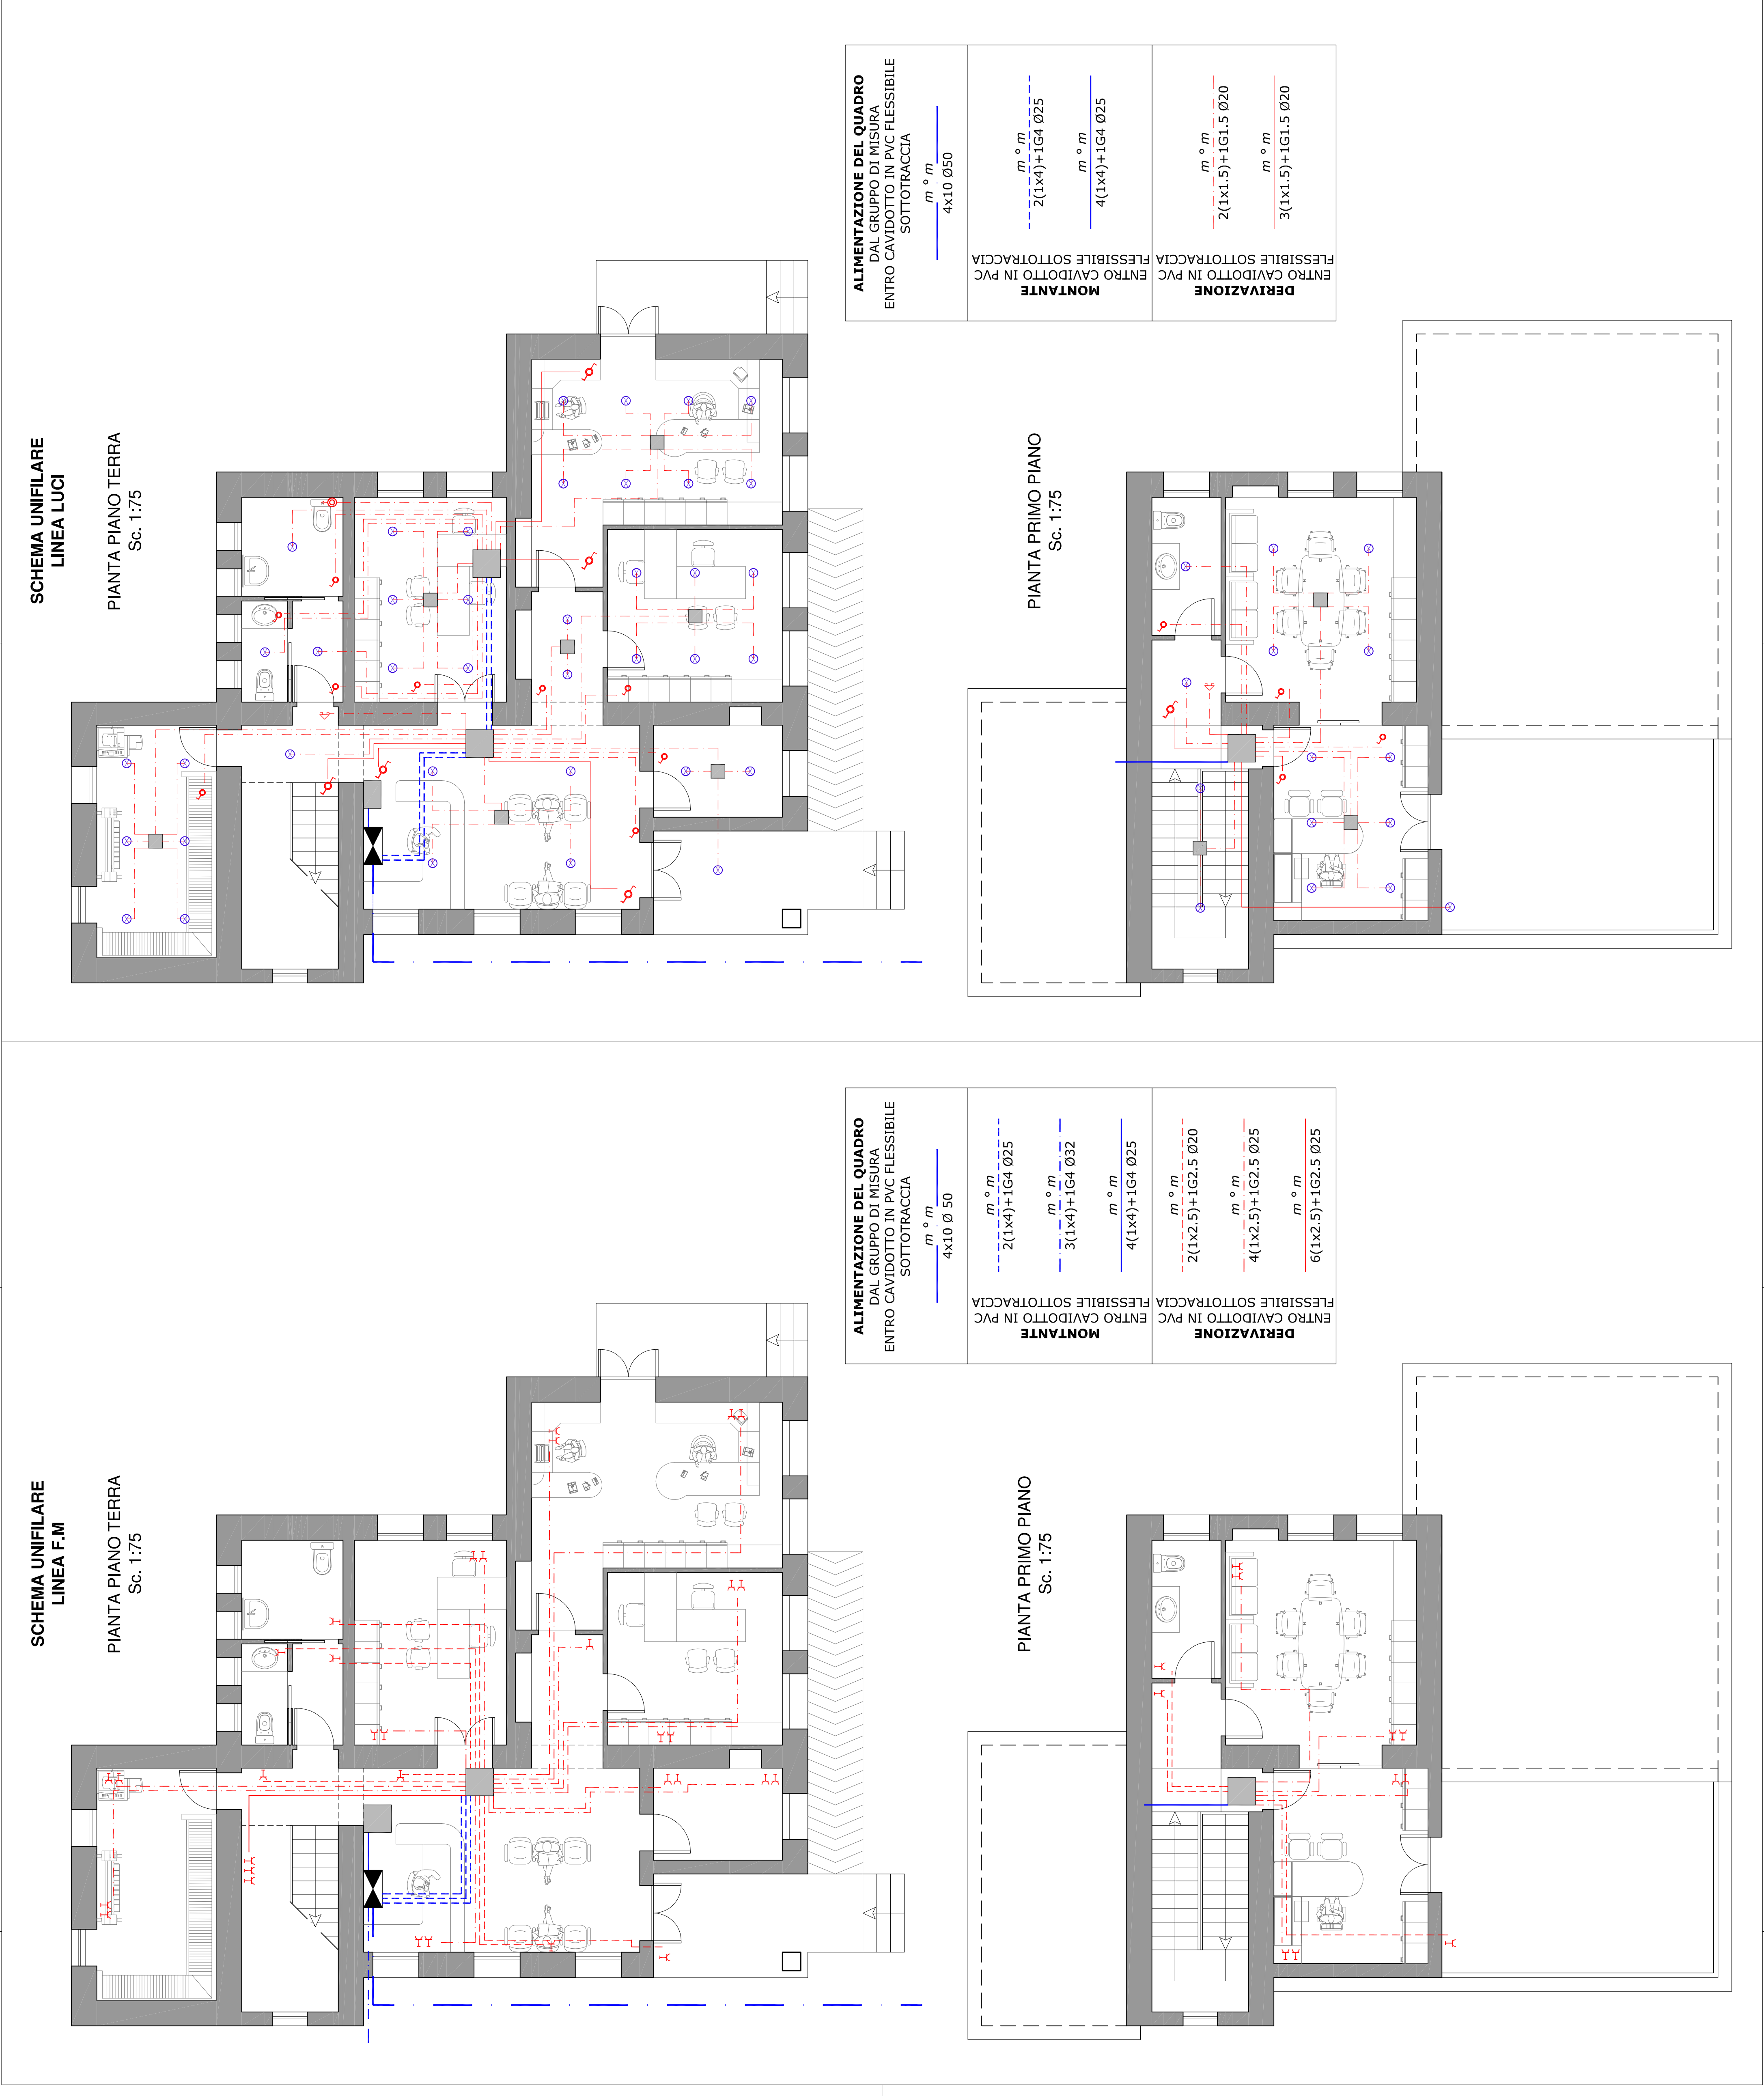 SCHEMA UNIFILARE
LINEA LUCI
PIANTA PIANO TERRA
Sc. 1:75
ALIMENTAZIONE DEL QUADRO
DAL GRUPPO DI MISURA
ENTRO CAVIDOTTO IN PVC FLESSIBILE
SOTTOTRACCIA
m ° m
4x10 Ø50
MONTANTE
ENTRO CAVIDOTTO IN PVC
FLESSIBILE SOTTOTRACCIA
m ° m
2(1x4)+1G4 Ø25
m ° m
4(1x4)+1G4 Ø25
DERIVAZIONE
ENTRO CAVIDOTTO IN PVC
FLESSIBILE SOTTOTRACCIA
m ° m
2(1x1.5)+1G1.5 Ø20
m ° m
3(1x1.5)+1G1.5 Ø20
PIANTA PRIMO PIANO
Sc. 1:75
SCHEMA UNIFILARE
LINEA F.M
PIANTA PIANO TERRA
Sc. 1:75
ALIMENTAZIONE DEL QUADRO
DAL GRUPPO DI MISURA
ENTRO CAVIDOTTO IN PVC FLESSIBILE
SOTTOTRACCIA
m ° m
4x10 Ø 50
MONTANTE
ENTRO CAVIDOTTO IN PVC
FLESSIBILE SOTTOTRACCIA
m ° m
2(1x4)+1G4 Ø25
m ° m
3(1x4)+1G4 Ø32
m ° m
4(1x4)+1G4 Ø25
DERIVAZIONE
ENTRO CAVIDOTTO IN PVC
FLESSIBILE SOTTOTRACCIA
m ° m
2(1x2.5)+1G2.5 Ø20
m ° m
4(1x2.5)+1G2.5 Ø25
m ° m
6(1x2.5)+1G2.5 Ø25
PIANTA PRIMO PIANO
Sc. 1:75